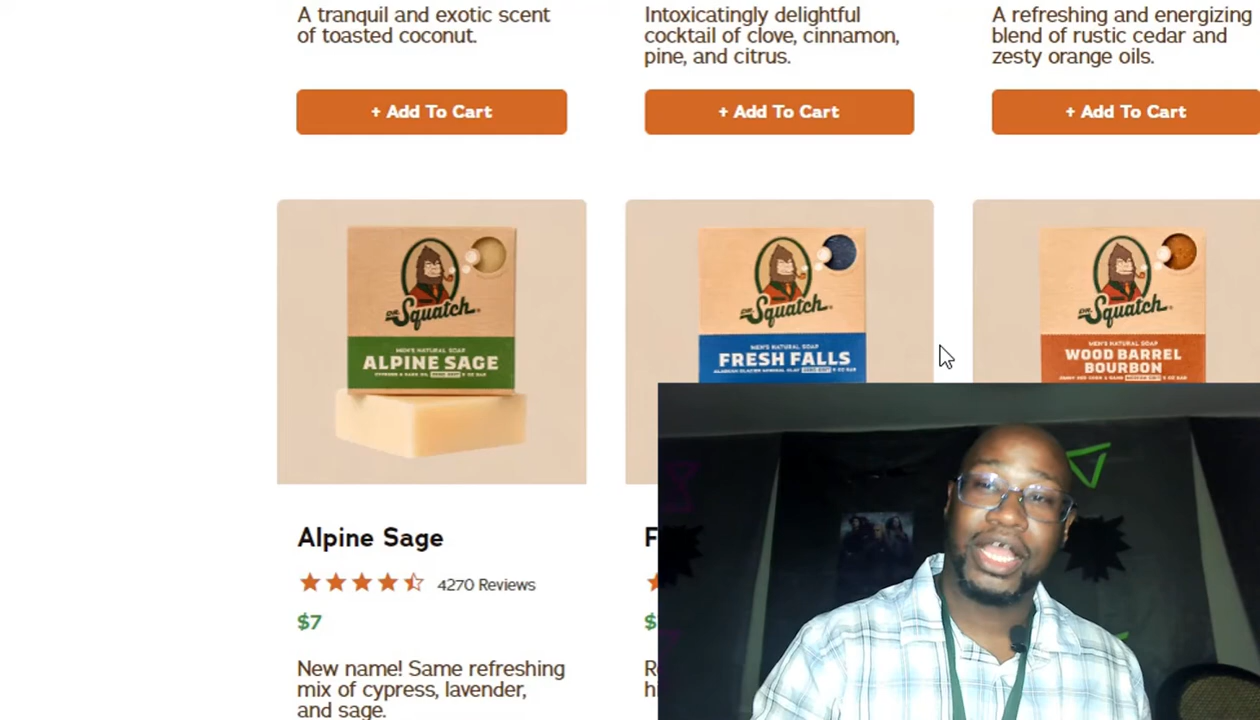 A tranquil and exotic scent
of toasted coconut.
+ Add To Cart
Intoxicatingly delightful
cocktail of clove, cinnamon,
pine, and citrus.
+ Add To Cart
A refreshing and energizing
blend of rustic cedar and
zesty orange oils.
+ Add To Cart
DR.
Squatch
MEN'S NATURAL SOAP
ALPINE SAGE
DR.
Squatch
MEN'S NATURAL SOAP
FRESH FALLS
DR.
Squatch
MEN'S NATURAL SOAP
WOOD BARREL
BOURBON
Alpine Sage
4270 Reviews
$7
New name! Same refreshing
mix of cypress, lavender,
and sage.
F
$